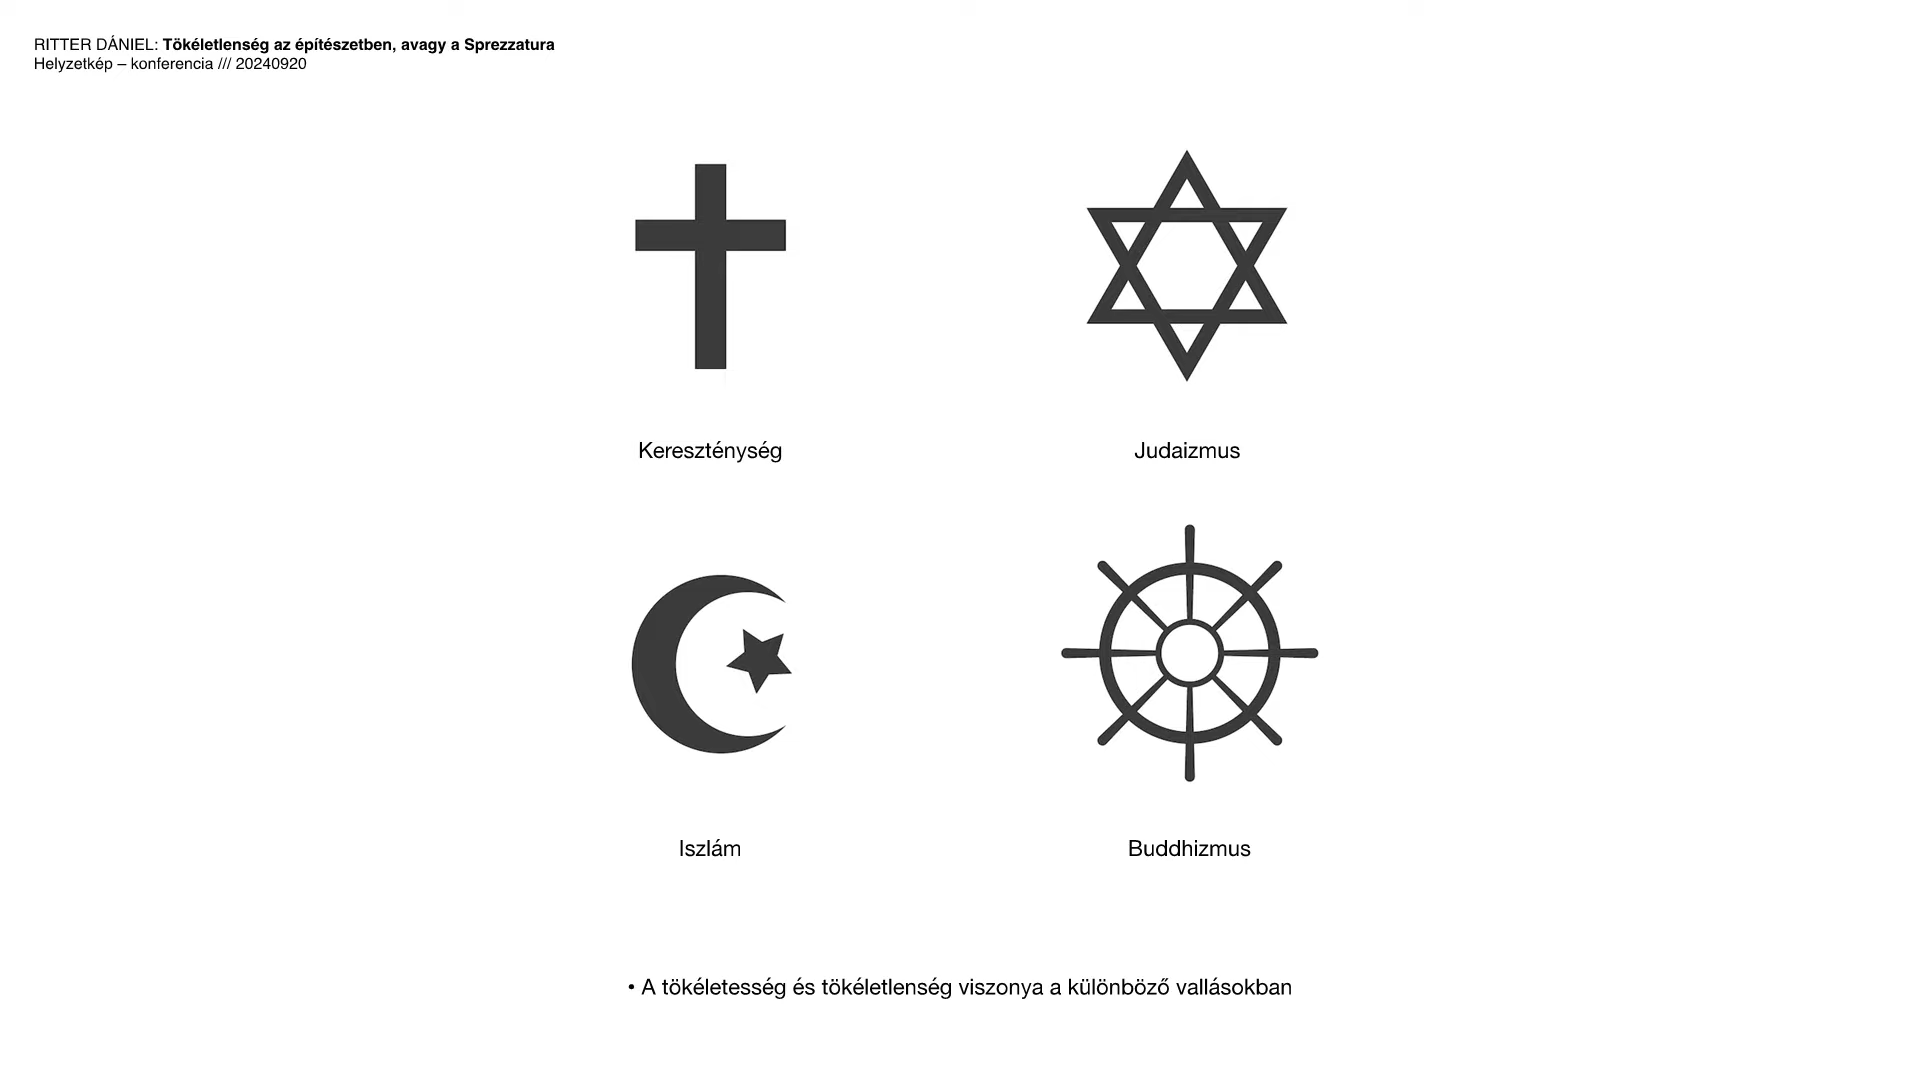 RITTER DÁNIEL: Tökéletlenség az építészetben, avagy a Sprezzatura
Helyzetkép – konferencia /// 20240920
Kereszténység
Judaizmus
Iszlám
Buddhizmus
• A tökéletesség és tökéletlenség viszonya a különböző vallásokban